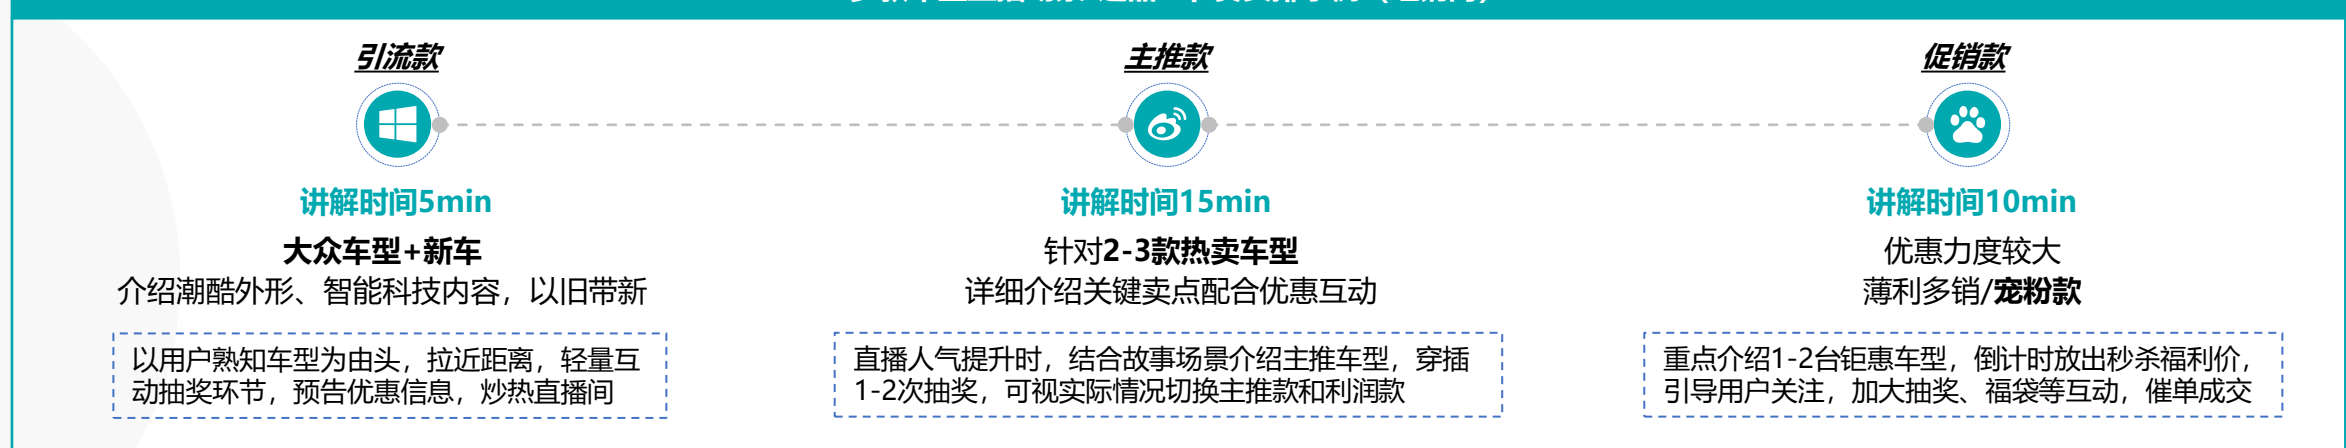 引流款
主推款
促销款
讲解时间5min
讲解时间15min
讲解时间10min
大众车型+新车
介绍潮酷外形、智能科技内容，以旧带新
针对2-3款热卖车型
详细介绍关键卖点配合优惠互动
优惠力度较大
薄利多销/宠粉款
以用户熟知车型为由头，拉近距离，轻量互
动抽奖环节，预告优惠信息，炒热直播间
直播人气提升时，结合故事场景介绍主推车型，穿插
1-2次抽奖，可视实际情况切换主推款和利润款
重点介绍1-2台钜惠车型，倒计时放出秒杀福利价，
引导用户关注，加大抽奖、福袋等互动，催单成交